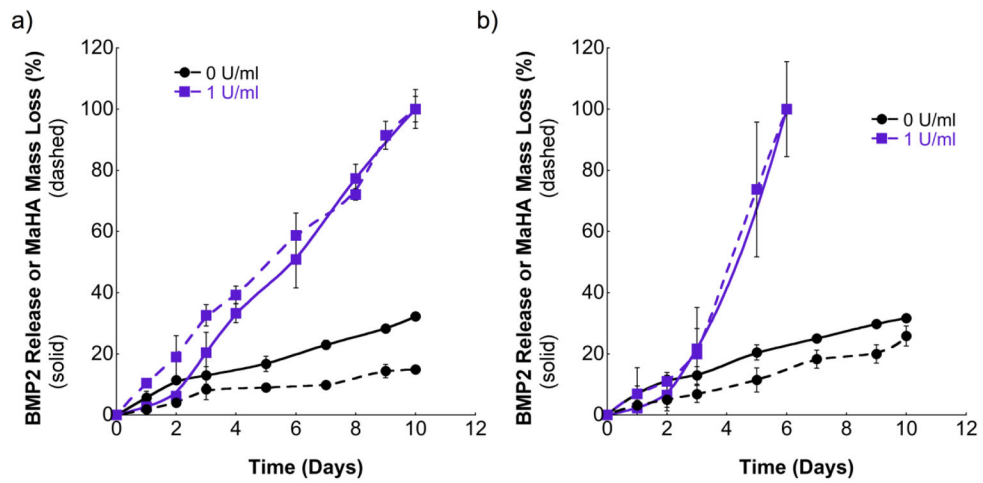 a)
BMP2 Release or MaHA Mass Loss (%)
(solid) (dashed)
120
100
80
60
40
20
0
0 U/ml
1 U/ml
0 2 4 6 8 10 12
Time (Days)
b)
BMP2 Release or MaHA Mass Loss (%)
(solid) (dashed)
120
100
80
60
40
20
0
0 U/ml
1 U/ml
0 2 4 6 8 10 12
Time (Days)